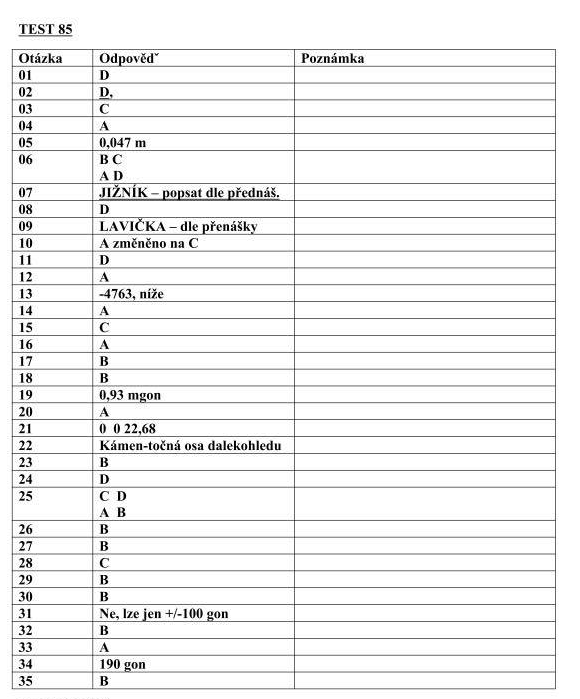 TEST 85
Otázka Odpověďˇ Poznámka
01 D
02 D,
03 C
04 A
05 0,047 m
06 B C
A D
07 JIŽNÍK – popsat dle přednáš.
08 D
09 LAVIČKA – dle přenášky
10 A změněno na C
11 D
12 A
13 -4763, níže
14 A
15 C
16 A
17 B
18 B
19 0,93 mgon
20 A
21 0 0 22,68
22 Kámen-točná osa dalekohledu
23 B
24 D
25 C D
A B
26 B
27 B
28 C
29 B
30 B
31 Ne, lze jen +/-100 gon
32 B
33 A
34 190 gon
35 B